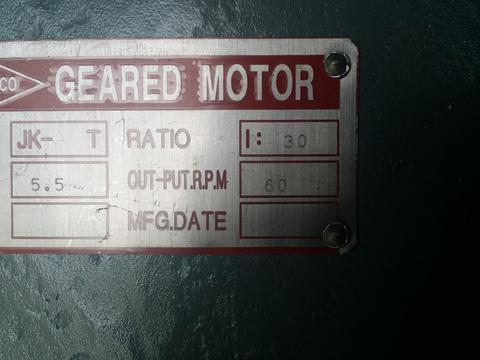 CO GEARED MOTOR
JK- T RATIO 1: 30
5.5 OUT-PUT.R.P.M 60
MFG.DATE